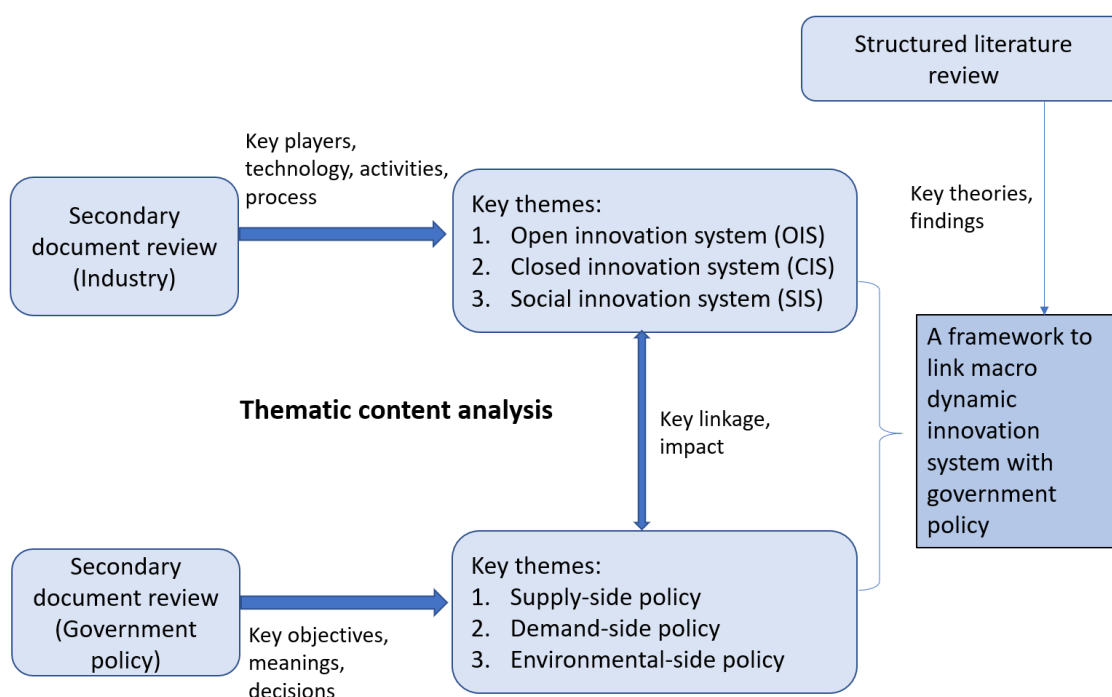 Structured literature
review
Key players,
technology, activities,
process
Secondary
document review
(Industry)
Key themes:
1. Open innovation system (OIS)
2. Closed innovation system (CIS)
3. Social innovation system (SIS)
Key theories,
findings
A framework to
link macro
dynamic
innovation
system with
government
policy
Thematic content analysis
Key linkage,
impact
Secondary
document review
(Government
policy)
Key objectives,
meanings,
decisions
Key themes:
1. Supply-side policy
2. Demand-side policy
3. Environmental-side policy